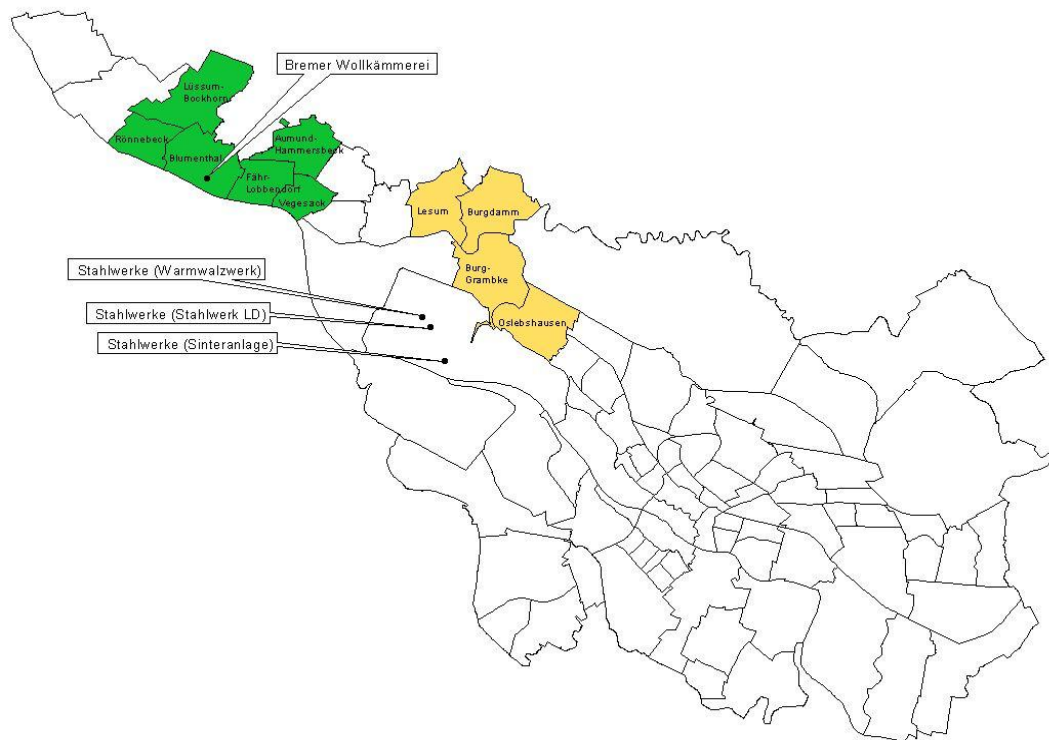 Bremer Wollkämmerei
Lüssum-
Bockhorn
Rönnebeck
Blumenthal
Aumund-
Hammersbeck
Fähr-
Lobbendorf
Vegesack
Lesum
Burgdamm
Burg-
Grambke
Oslebshausen
Stahlwerke (Warmwalzwerk)
Stahlwerke (Stahlwerk LD)
Stahlwerke (Sinteranlage)